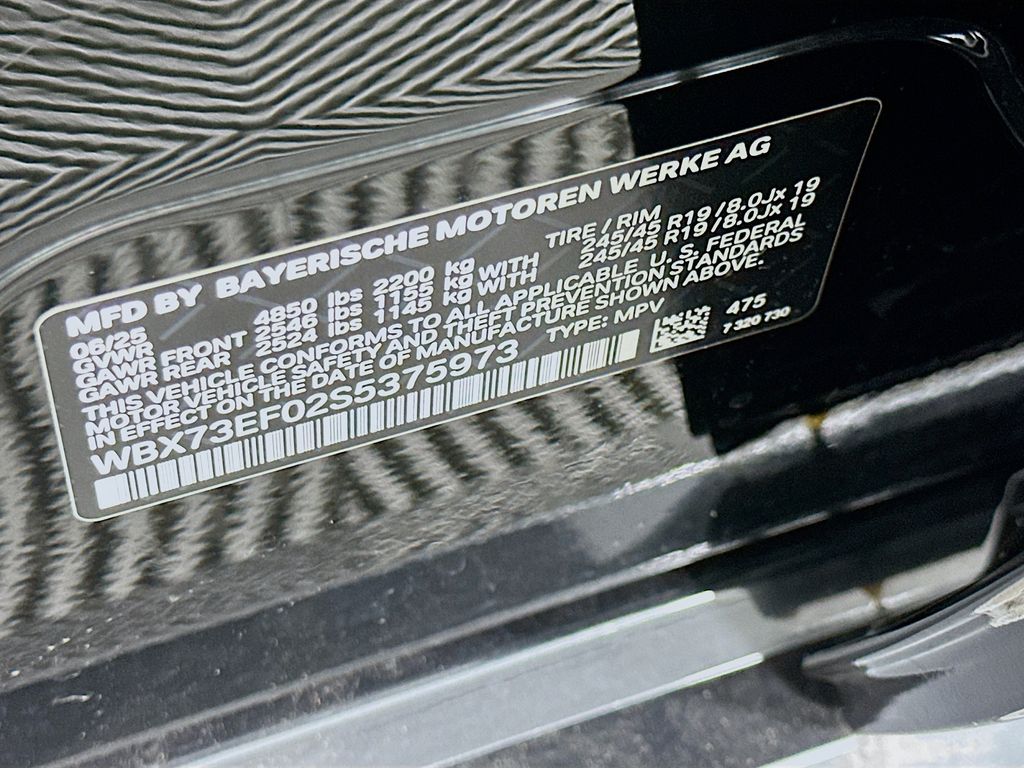 MFD BY BAYERISCHE MOTOREN WERKE AG
06/25 TIRE / RIM
GVWR 4850 lbs 2200 kg 245/45 R19 /8.0Jx 19
GAWR FRONT 2546 lbs 1155 kg WITH 245/45 R19 /8.0Jx 19
GAWR REAR 2524 lbs 1145 kg WITH
THIS VEHICLE CONFORMS TO ALL APPLICABLE U. S. FEDERAL
MOTOR VEHICLE SAFETY AND THEFT PREVENTION STANDARDS
IN EFFECT ON THE DATE OF MANUFACTURE SHOWN ABOVE.
WBX73EF02S5375973 TYPE: MPV 475
7 320 730